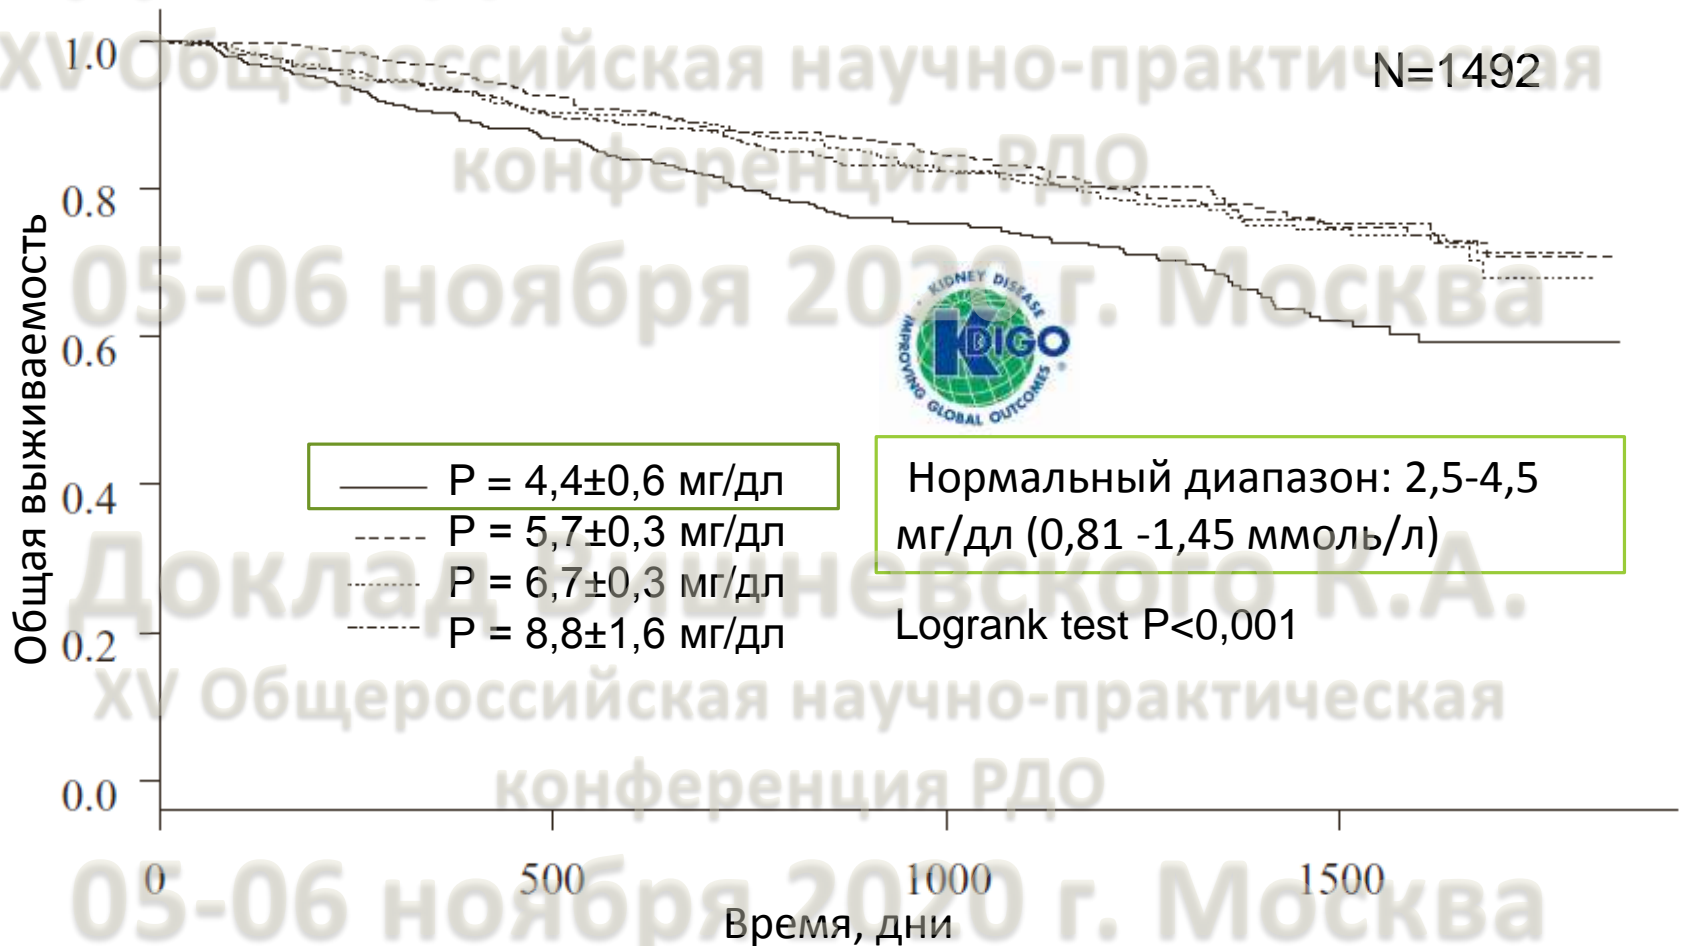 XV Общероссийская научно-практическая
конференция РДО
05-06 ноября 2020 г. Москва
Доклад Вишневского К.А.
XV Общероссийская научно-практическая
конференция РДО
05-06 ноября 2020 г. Москва
N=1492
Общая выживаемость
1.0
0.8
0.6
0.4
0.2
0.0
KIDNEY DISEASE
IMPROVING GLOBAL OUTCOMES
KDIGO
®
P = 4,4±0,6 мг/дл
P = 5,7±0,3 мг/дл
P = 6,7±0,3 мг/дл
P = 8,8±1,6 мг/дл
Нормальный диапазон: 2,5-4,5
мг/дл (0,81 -1,45 ммоль/л)
Logrank test P<0,001
0 500 1000 1500
Время, дни